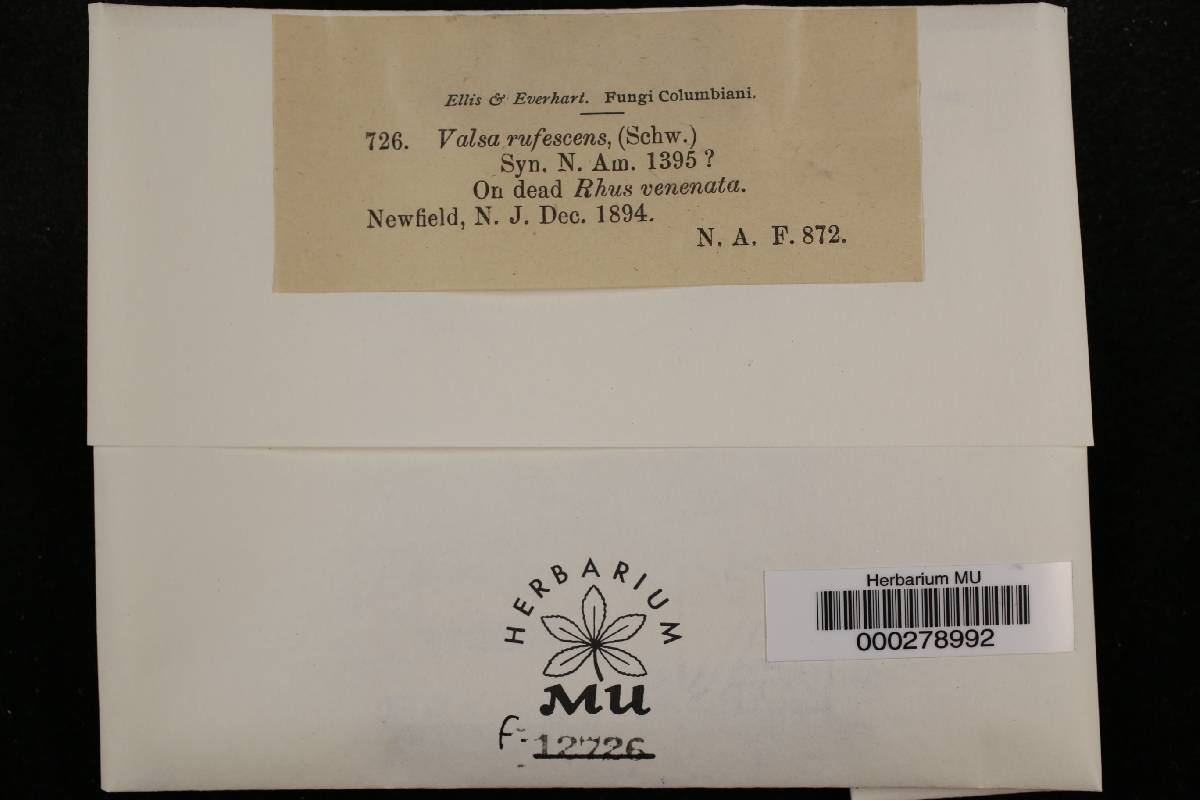 Ellis & Everhart. Fungi Columbiani.
726. Valsa rufescens, (Schw.)
Syn. N. Am. 1395 ?
On dead Rhus venenata.
Newfield, N. J. Dec. 1894.
N. A. F. 872.
HERBARIUM
MU
F-12726
Herbarium MU
000278992